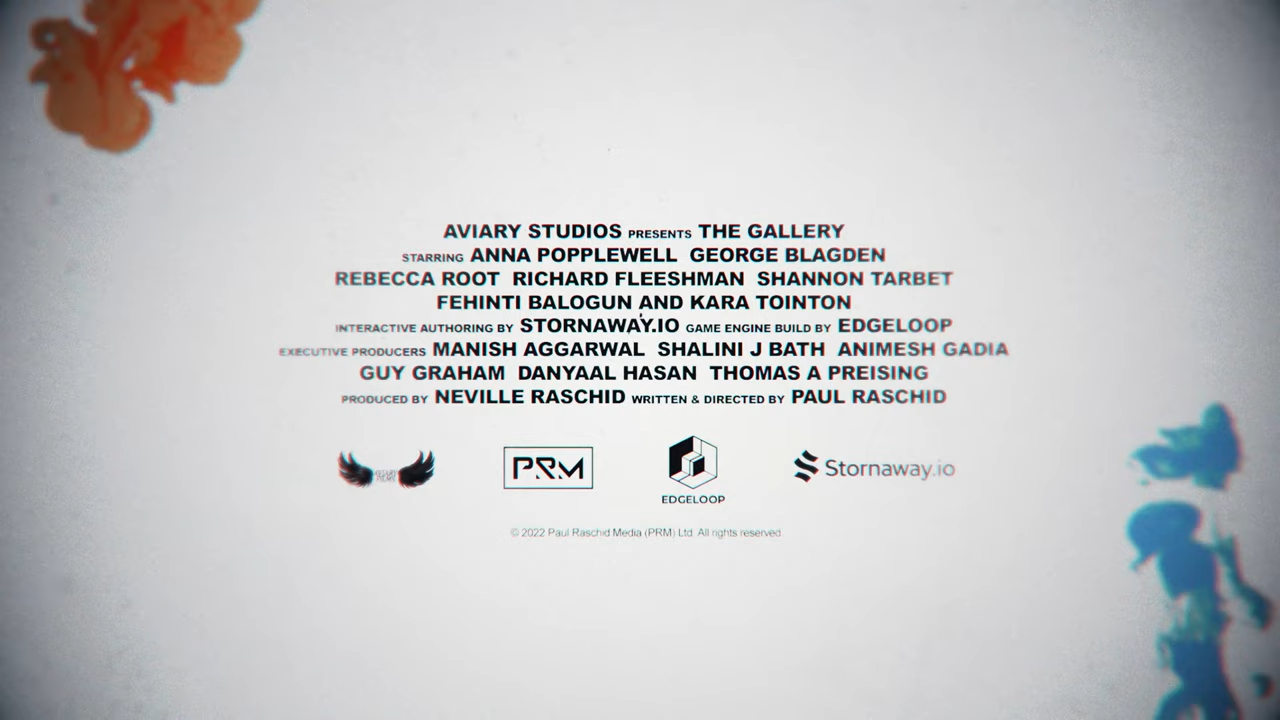 AVIARY STUDIOS PRESENTS THE GALLERY
STARRING ANNA POPPLEWELL GEORGE BLAGDEN
REBECCA ROOT RICHARD FLEESHMAN SHANNON TARBET
FEHINTI BALOGUN AND KARA TOINTON
INTERACTIVE AUTHORING BY STORNAWAY.IO GAME ENGINE BUILD BY EDGELOOP
EXECUTIVE PRODUCERS MANISH AGGARWAL SHALINI J BATH ANIMESH GADIA
GUY GRAHAM DANYAAL HASAN THOMAS A PREISING
PRODUCED BY NEVILLE RASCHID WRITTEN & DIRECTED BY PAUL RASCHID
AVIARY FILMS
PRM
EDGELOOP
Stornaway.io
© 2022 Paul Raschid Media (PRM) Ltd. All rights reserved